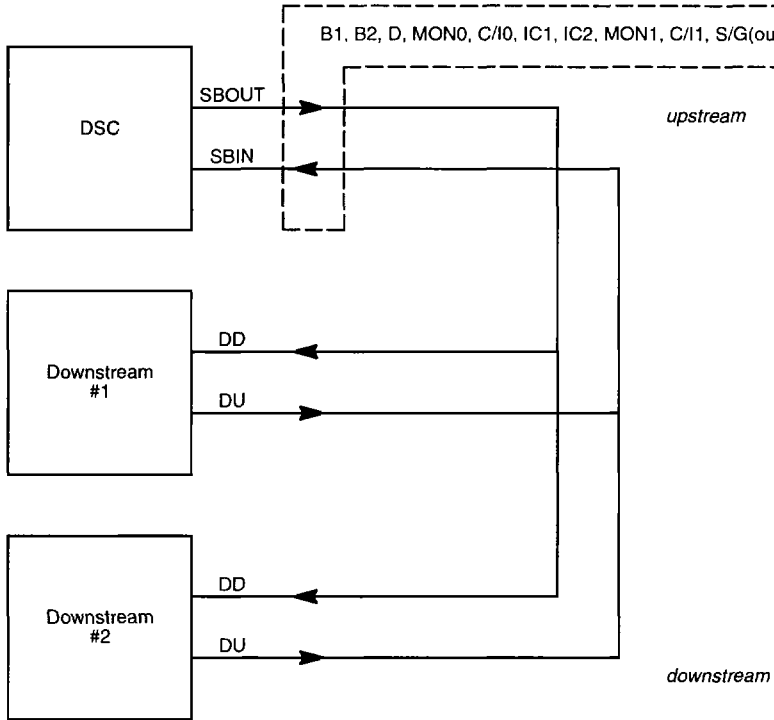 B1, B2, D, MON0, C/I0, IC1, IC2, MON1, C/I1, S/G(ou
SBOUT
upstream
DSC
SBIN
DD
Downstream
#1
DU
DD
Downstream
#2
DU
downstream